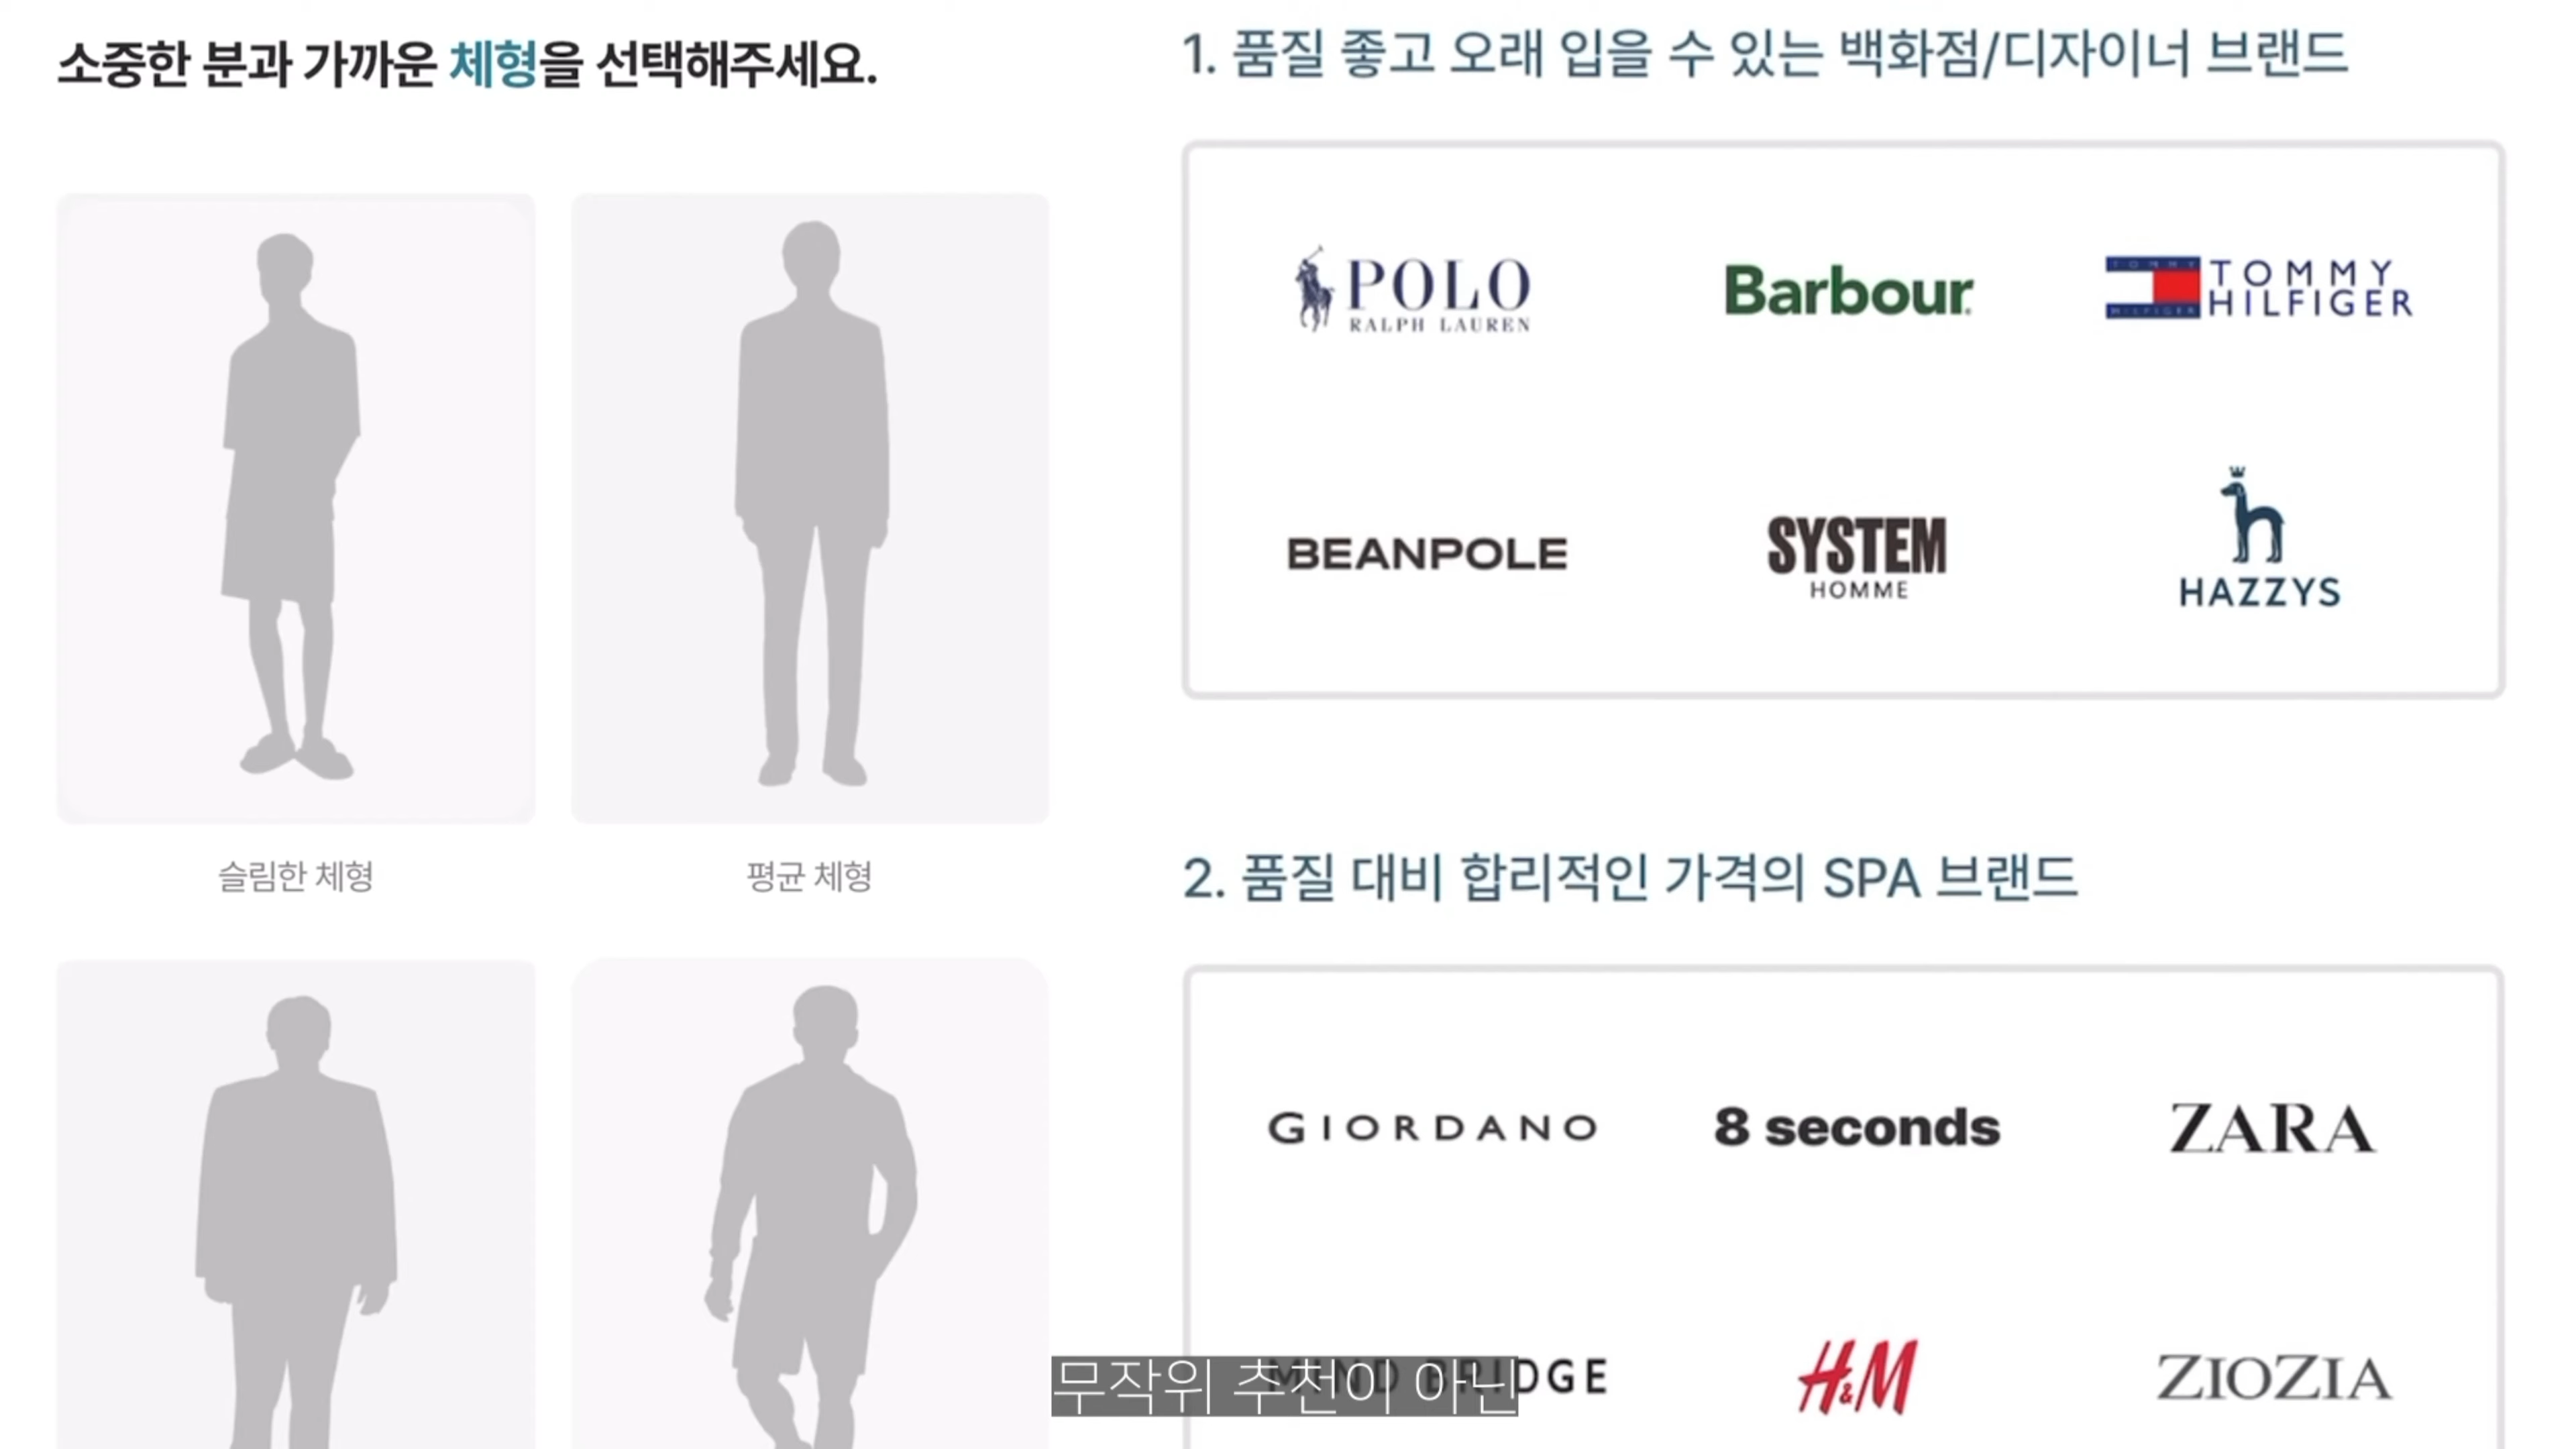 소중한 분과 가까운 체형을 선택해주세요.
슬림한 체형
평균 체형
1. 품질 좋고 오래 입을 수 있는 백화점/디자이너 브랜드
POLO
RALPH LAUREN
Barbour
TOMMY
HILFIGER
BEANPOLE
SYSTEM
HOMME
HAZZYS
2. 품질 대비 합리적인 가격의 SPA 브랜드
GIORDANO
8 seconds
ZARA
MIND BRIDGE
H&M
ZIOZIA
무작위 추천이 아닌